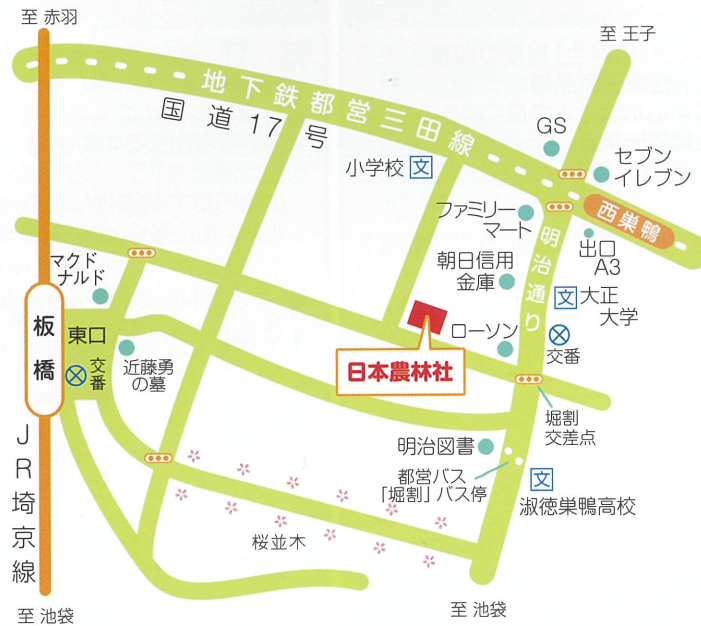 至 赤羽
至 王子
地下鉄都営三田線
国道17号
GS
セブン
イレブン
小学校
文
ファミリー
マート
西巣鴨
出口
A3
明治通り
朝日信用
金庫
文
大正
大学
マクド
ナルド
板橋
東口
交番
近藤勇
の墓
ローソン
交番
日本農林社
堀割
交差点
明治図書
都営バス
「堀割」バス停
文
淑徳巣鴨高校
JR埼京線
桜並木
至 池袋
至 池袋